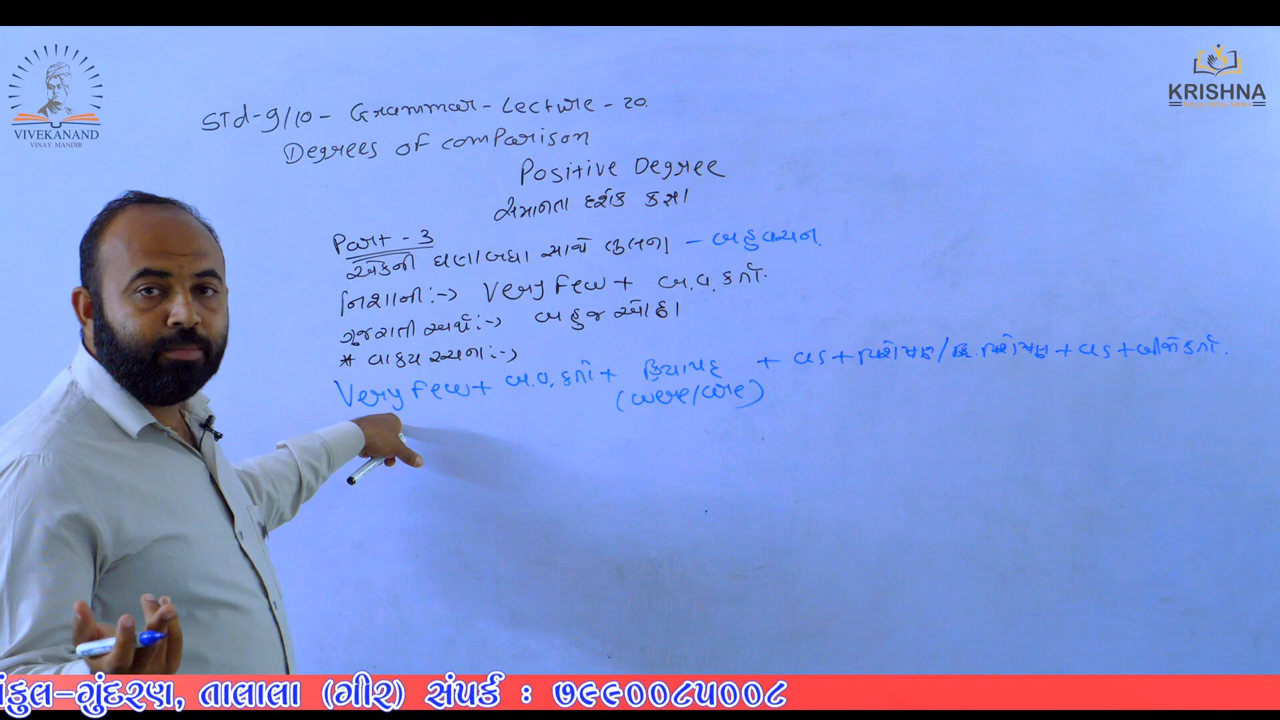 VIVEKANAND
VINAY MANDIR
KRISHNA
STd-9/10 - Grammar - Lecture - 20.
Degrees of comparison
Positive Degree
સમાનતા દર્શક કક્ષા
Part - 3
એકની ઘણા બધા સાથે તુલના - બહુવચન.
નિશાની :-> Very Few + બ.વ. કર્તા.
ગુજરાતી અર્થ :-> બહુજ ઓછા
* વાક્ય રચના :->
Very Few + બ.વ. કર્તા + ક્રિયાપદ + as + વિશેષણ / ક્રિ.વિશેષણ + as + બીજો કર્તા.
(were/are)
કુલ-ગુંદરણ, તાલાલા (ગીર) સંપર્ક : ૭૯૯૦૦૮૫૦૦૮